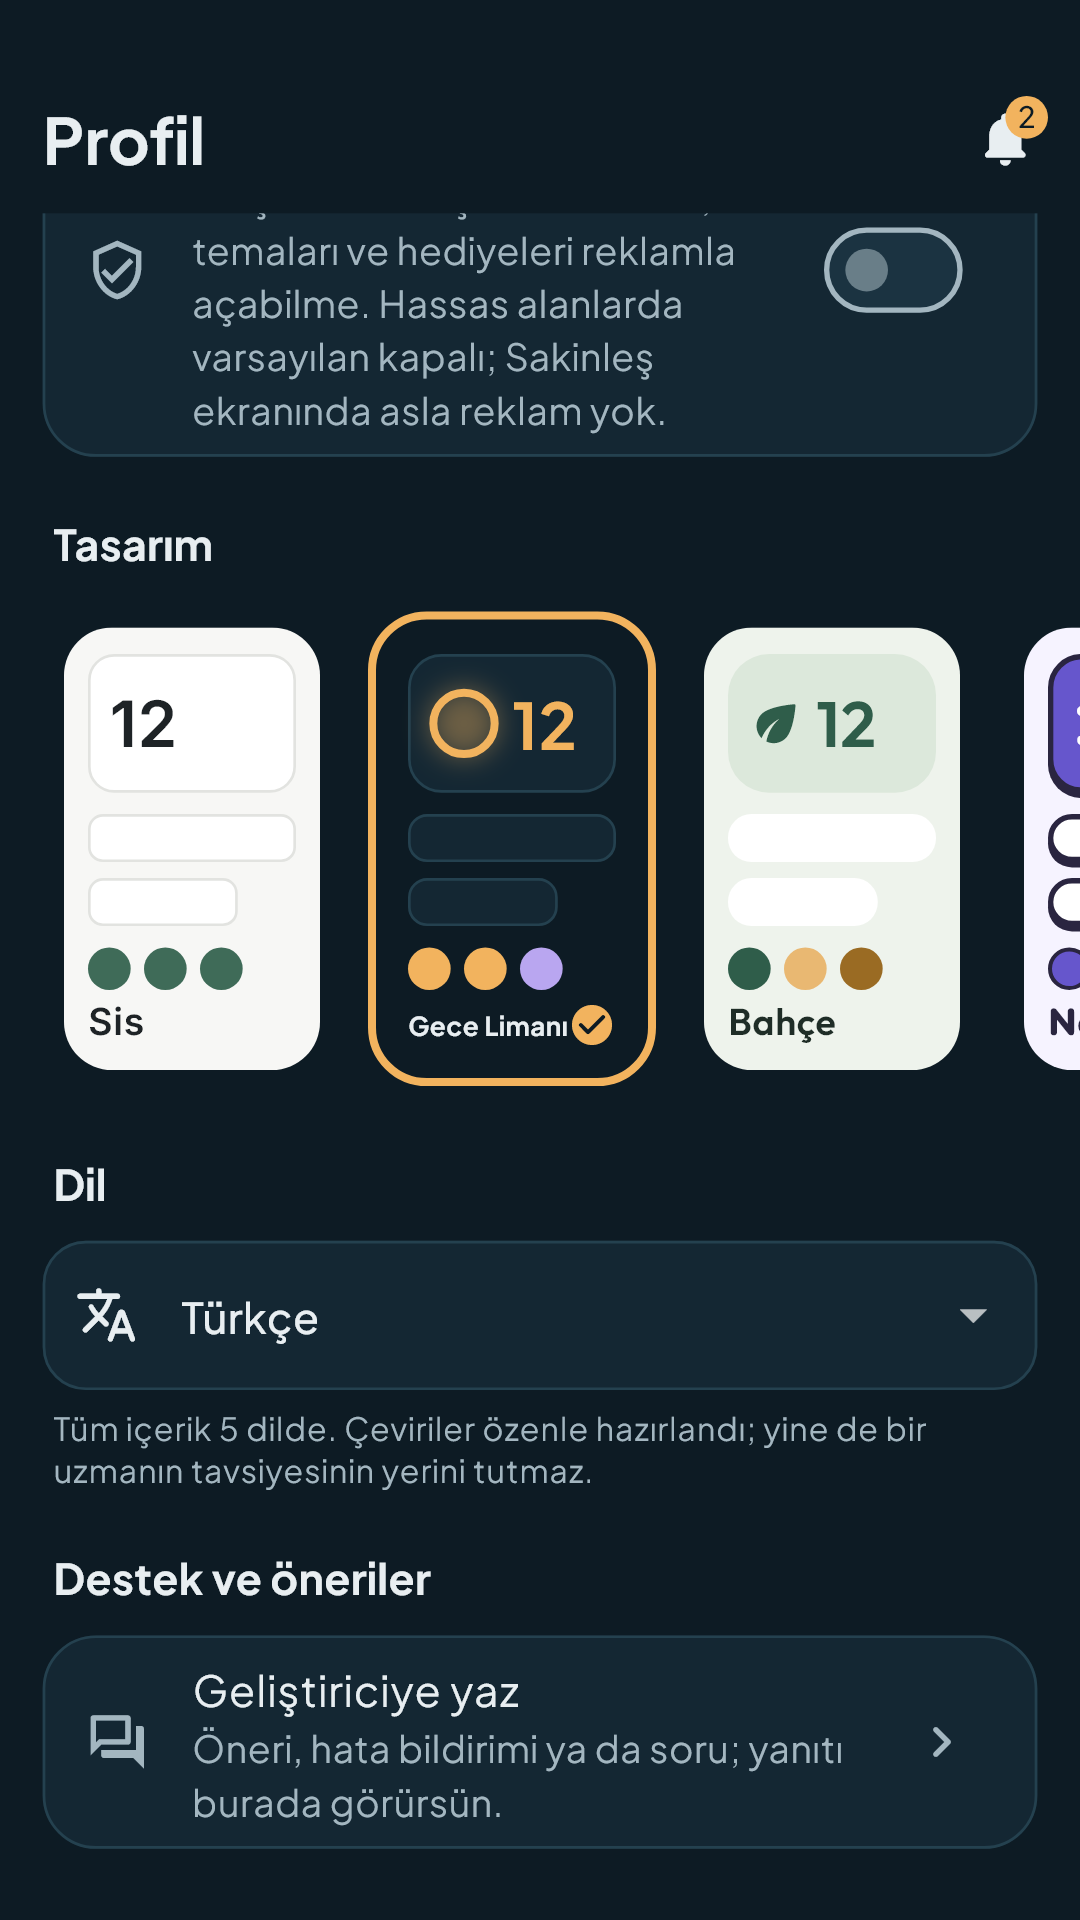 Profil
2
temaları ve hediyeleri reklamla
açabilme. Hassas alanlarda
varsayılan kapalı; Sakinleş
ekranında asla reklam yok.
Tasarım
12
12
12
Sis
Gece Limanı
Bahçe
Dil
Türkçe
Tüm içerik 5 dilde. Çeviriler özenle hazırlandı; yine de bir
uzmanın tavsiyesinin yerini tutmaz.
Destek ve öneriler
Geliştiriciye yaz
Öneri, hata bildirimi ya da soru; yanıtı
burada görürsün.